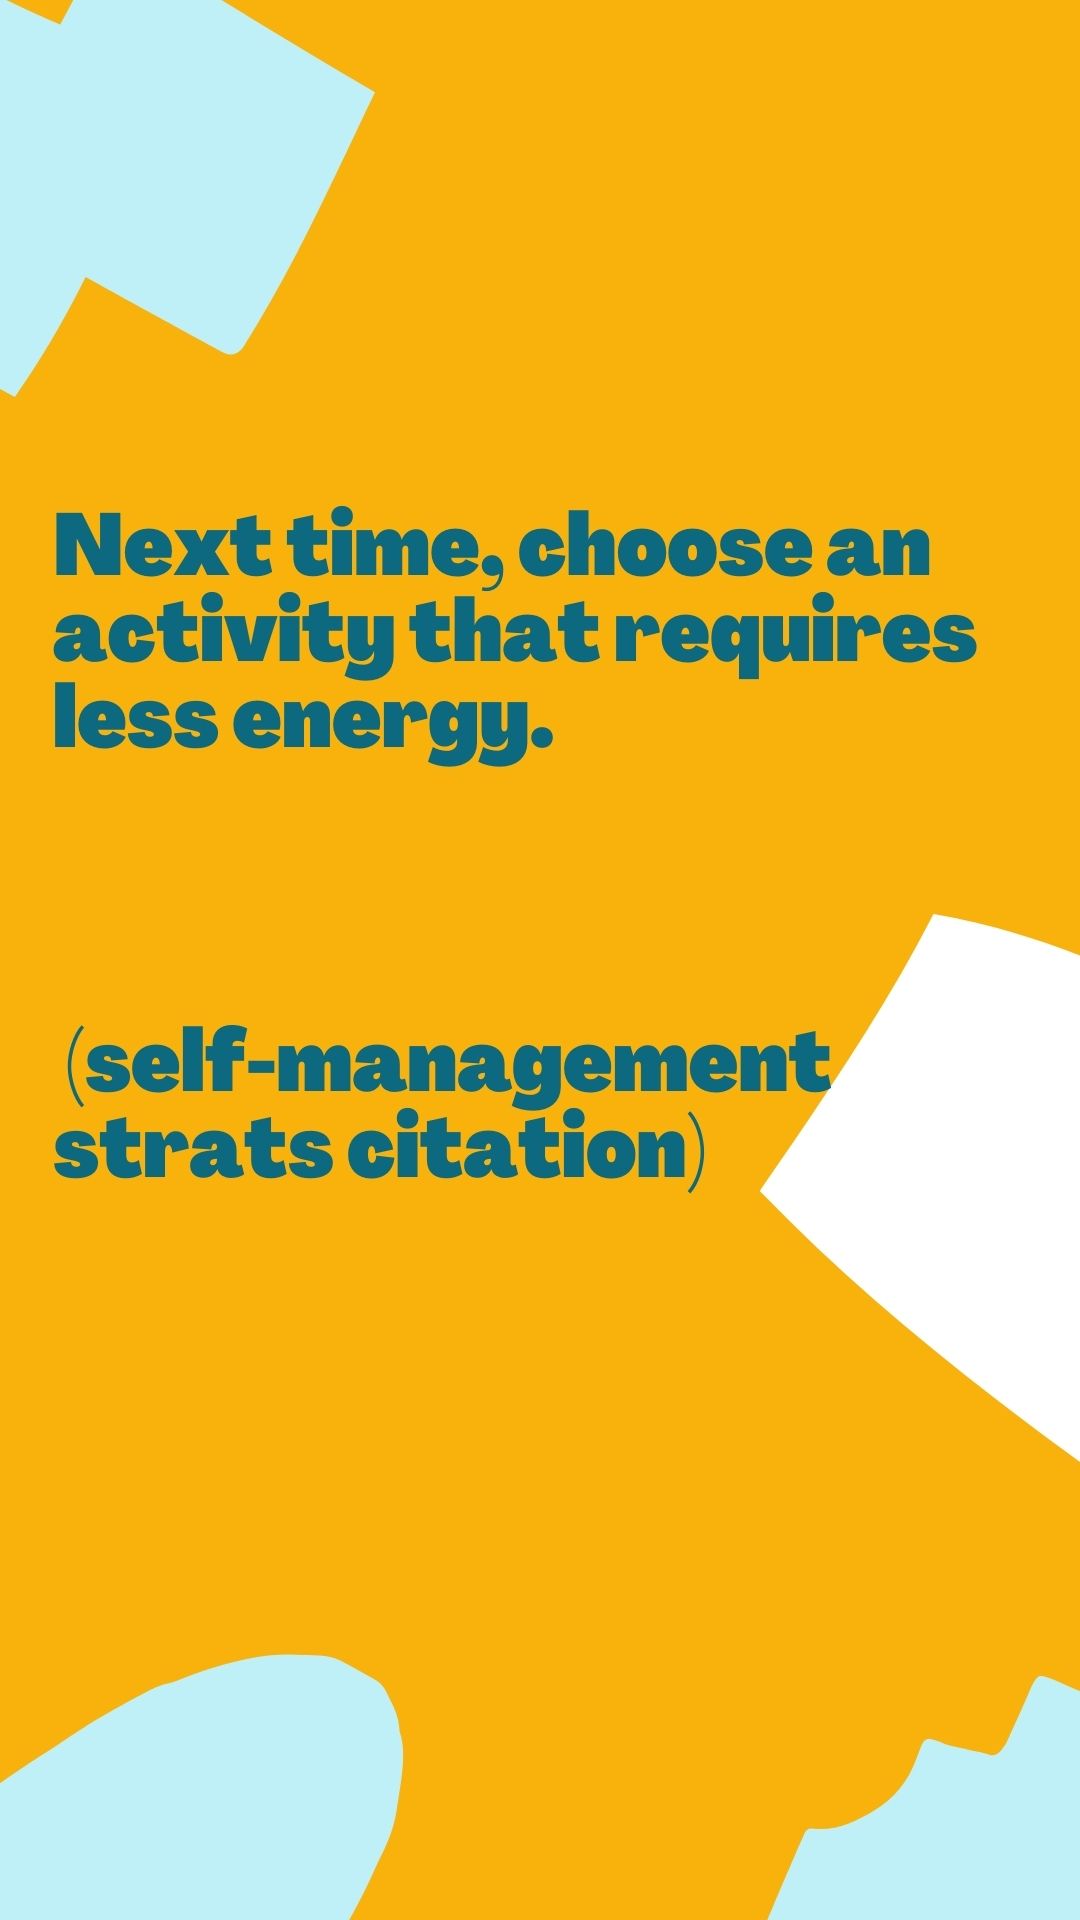 Next time, choose an
activity that requires
less energy.
(self-management
strats citation)